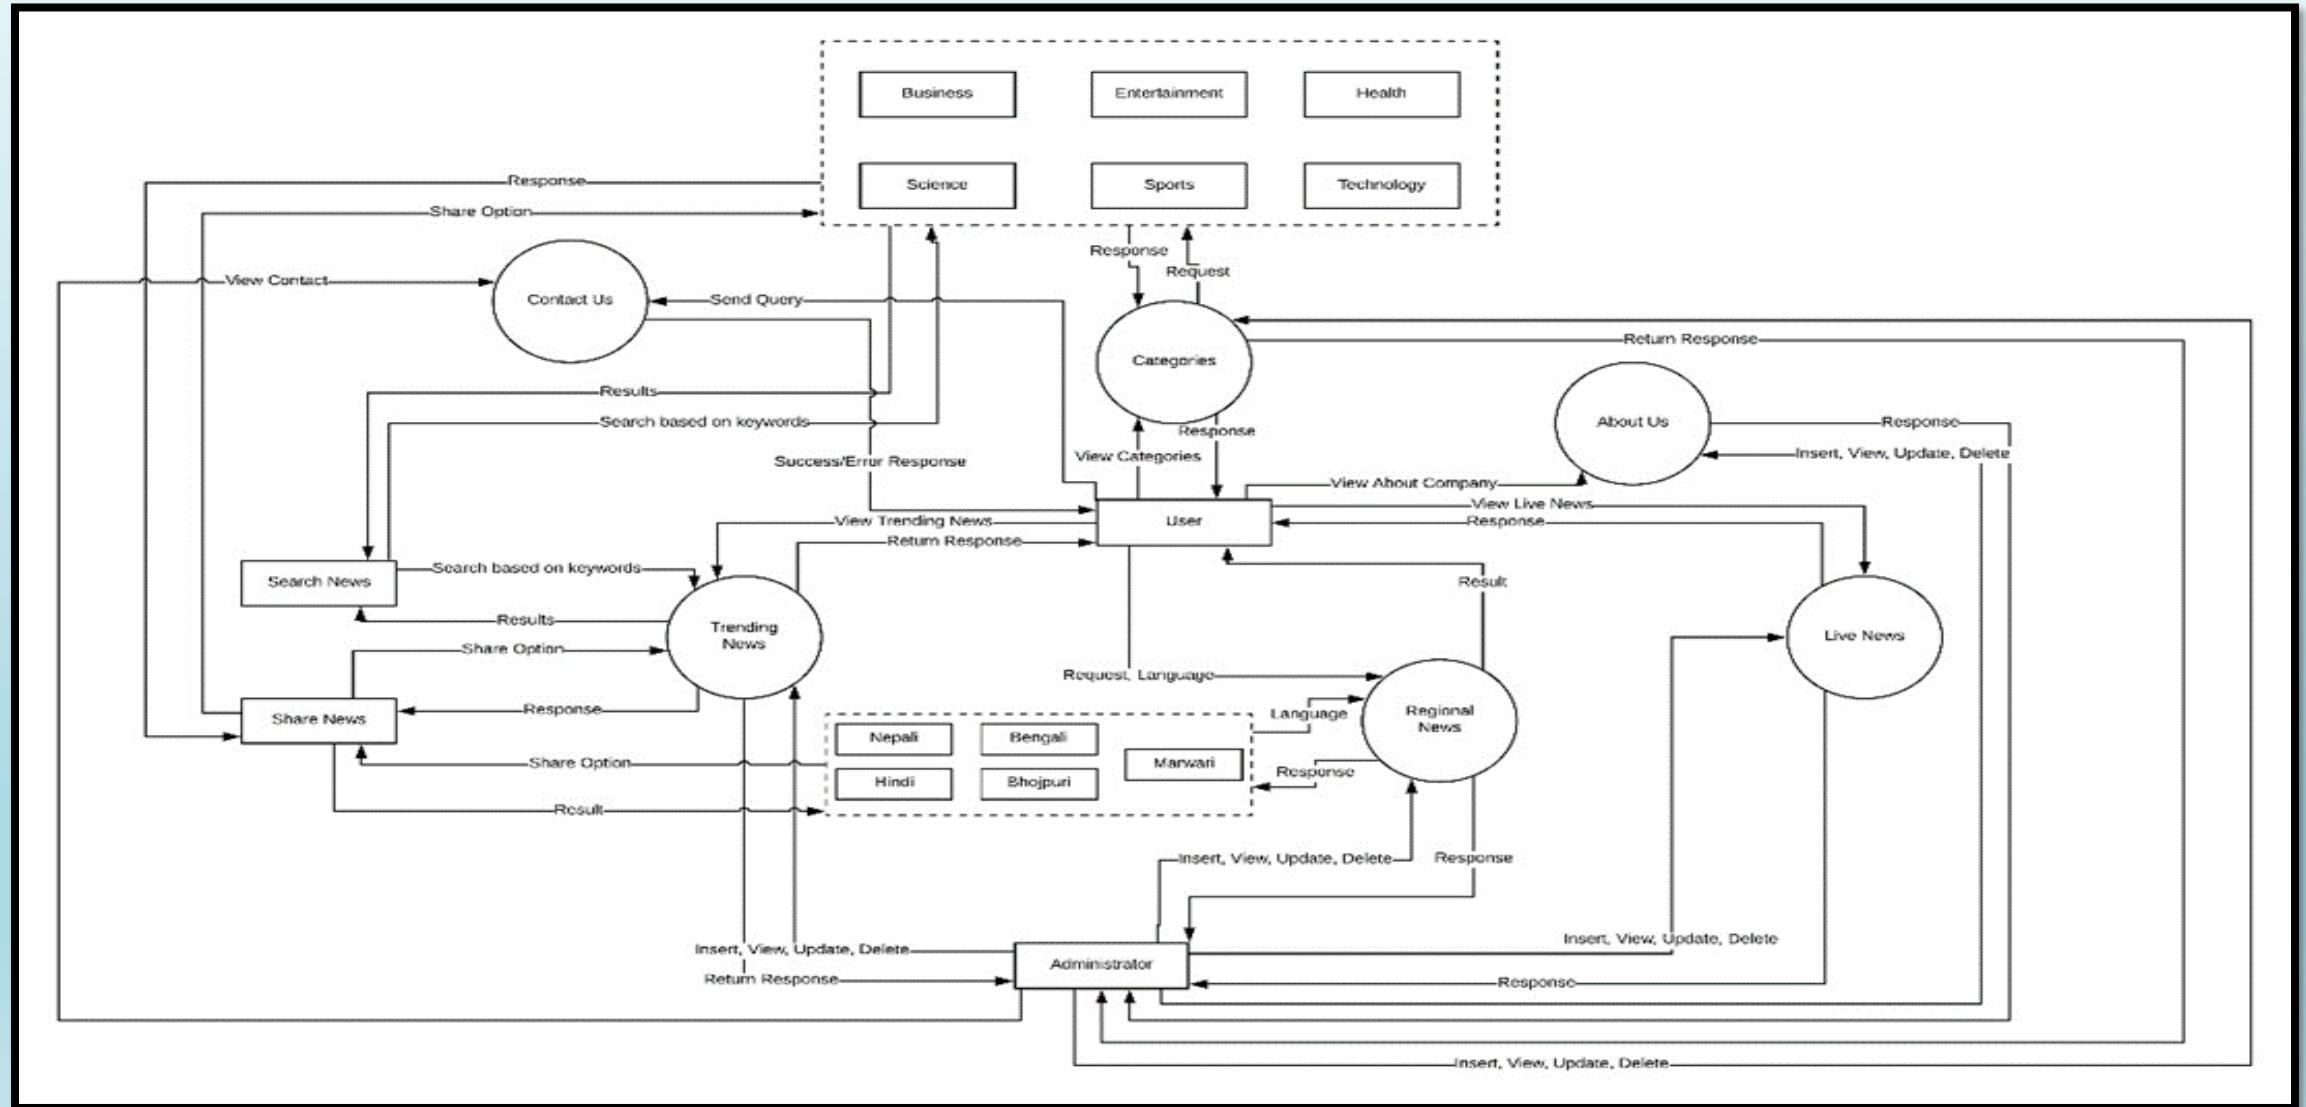 Business
Entertainment
Health
Science
Sports
Technology
Response
Share Option
Response
Request
View Contact
Contact Us
Send Query
Categories
Return Response
Results
Search based on keywords
About Us
Response
Response
View Categories
Insert, View, Update, Delete
Success/Error Response
View About Company
View Live News
View Trending News
User
Response
Return Response
Search News
Search based on keywords
Result
Results
Trending
News
Live News
Share Option
Request, Language
Share News
Response
Language
Regional
News
Nepali
Bengali
Marwari
Share Option
Response
Hindi
Bhojpuri
Result
Insert, View, Update, Delete
Response
Insert, View, Update, Delete
Insert, View, Update, Delete
Administrator
Return Response
Response
Insert, View, Update, Delete